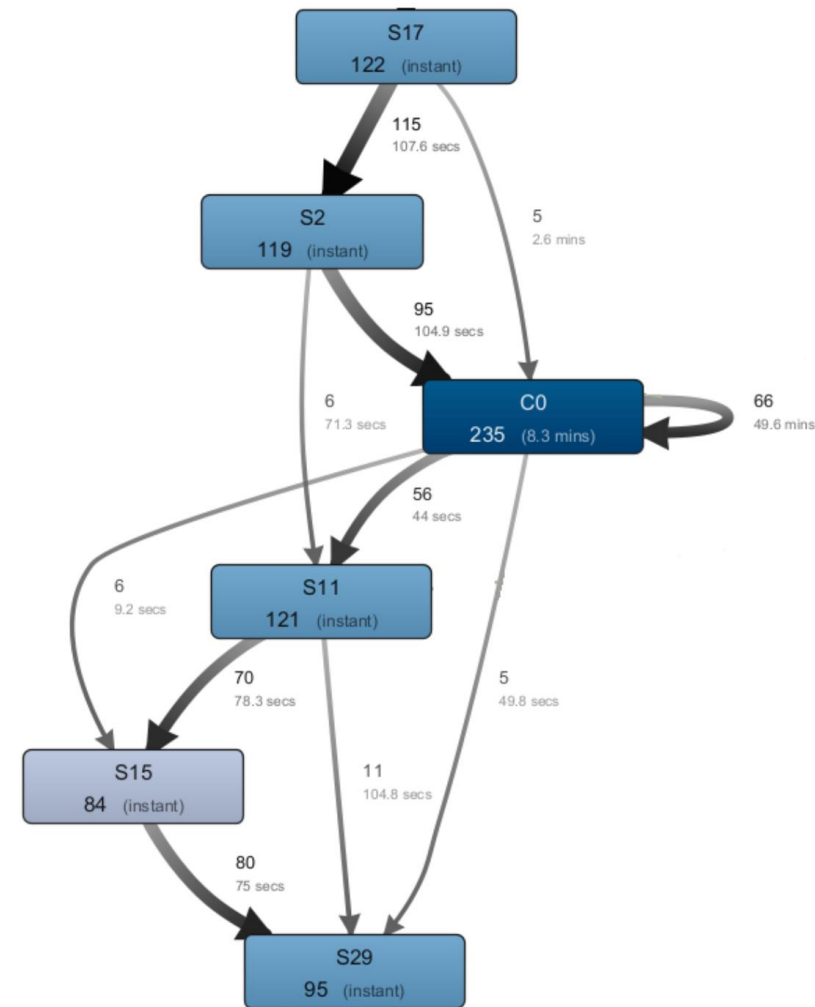 S17
122 (instant)
115
107.6 secs
5
2.6 mins
S2
119 (instant)
95
104.9 secs
6
71.3 secs
C0
235 (8.3 mins)
66
49.6 mins
56
44 secs
6
9.2 secs
S11
121 (instant)
70
78.3 secs
5
49.8 secs
11
104.8 secs
S15
84 (instant)
80
75 secs
S29
95 (instant)